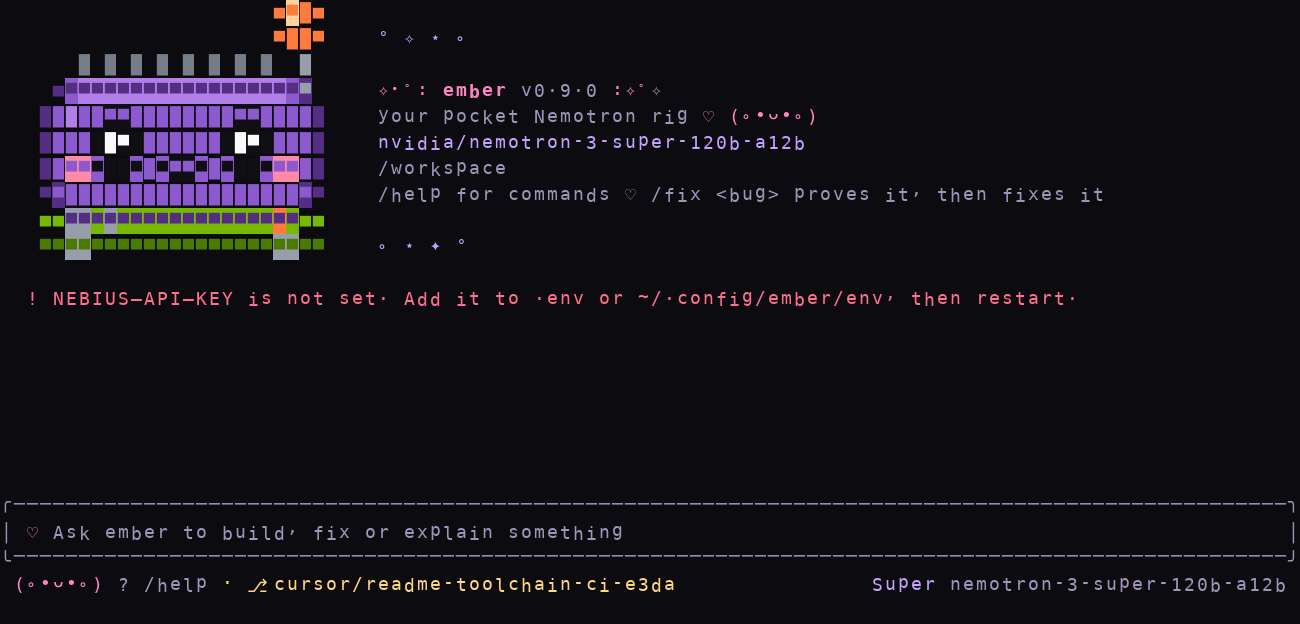 ° ✧ ⋆ ∘
✧･ﾟ: ember v0.9.0 :✧ﾟ✧
your pocket Nemotron rig ♡ (∘•ᴗ•∘)
nvidia/nemotron-3-super-120b-a12b
/workspace
/help for commands ♡ /fix <bug> proves it, then fixes it
∘ ⋆ ✦ °
! NEBIUS_API_KEY is not set. Add it to .env or ~/.config/ember/env, then restart.
♡ Ask ember to build, fix or explain something
(∘•ᴗ•∘) ? /help · ⎇ cursor/readme-toolchain-ci-e3da Super nemotron-3-super-120b-a12b